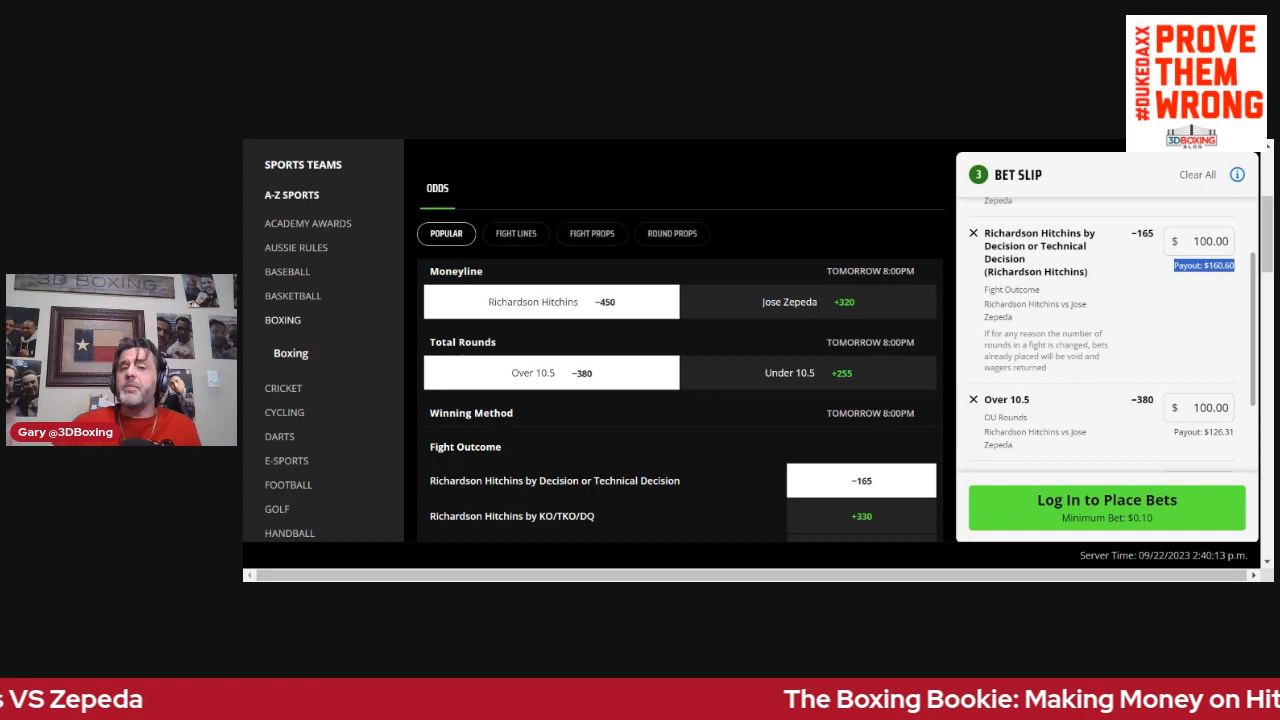 #DUKEDAXX
PROVE
THEM
WRONG
3DBOXING
BLOG
SPORTS TEAMS
A-Z SPORTS
ACADEMY AWARDS
AUSSIE RULES
BASEBALL
BASKETBALL
BOXING
Boxing
CRICKET
CYCLING
DARTS
E-SPORTS
FOOTBALL
GOLF
HANDBALL
ODDS
POPULAR
FIGHT LINES
FIGHT PROPS
ROUND PROPS
Moneyline
TOMORROW 8:00PM
Richardson Hitchins −450
Jose Zepeda +320
Total Rounds
TOMORROW 8:00PM
Over 10.5 −380
Under 10.5 +255
Winning Method
TOMORROW 8:00PM
Fight Outcome
Richardson Hitchins by Decision or Technical Decision
−165
Richardson Hitchins by KO/TKO/DQ
+330
3 BET SLIP
Clear All
Zepeda
Richardson Hitchins by
Decision or Technical
Decision
(Richardson Hitchins)
−165
$ 100.00
Payout: $160.60
Fight Outcome
Richardson Hitchins vs Jose
Zepeda
If for any reason the number of
rounds in a fight is changed, bets
already placed will be void and
wagers returned
Over 10.5
−380
$ 100.00
OU Rounds
Richardson Hitchins vs Jose
Zepeda
Payout: $126.31
Log In to Place Bets
Minimum Bet: $0.10
Server Time: 09/22/2023 2:40:13 p.m.
3D BOXING
Gary @3DBoxing
s VS Zepeda
The Boxing Bookie: Making Money on Hit